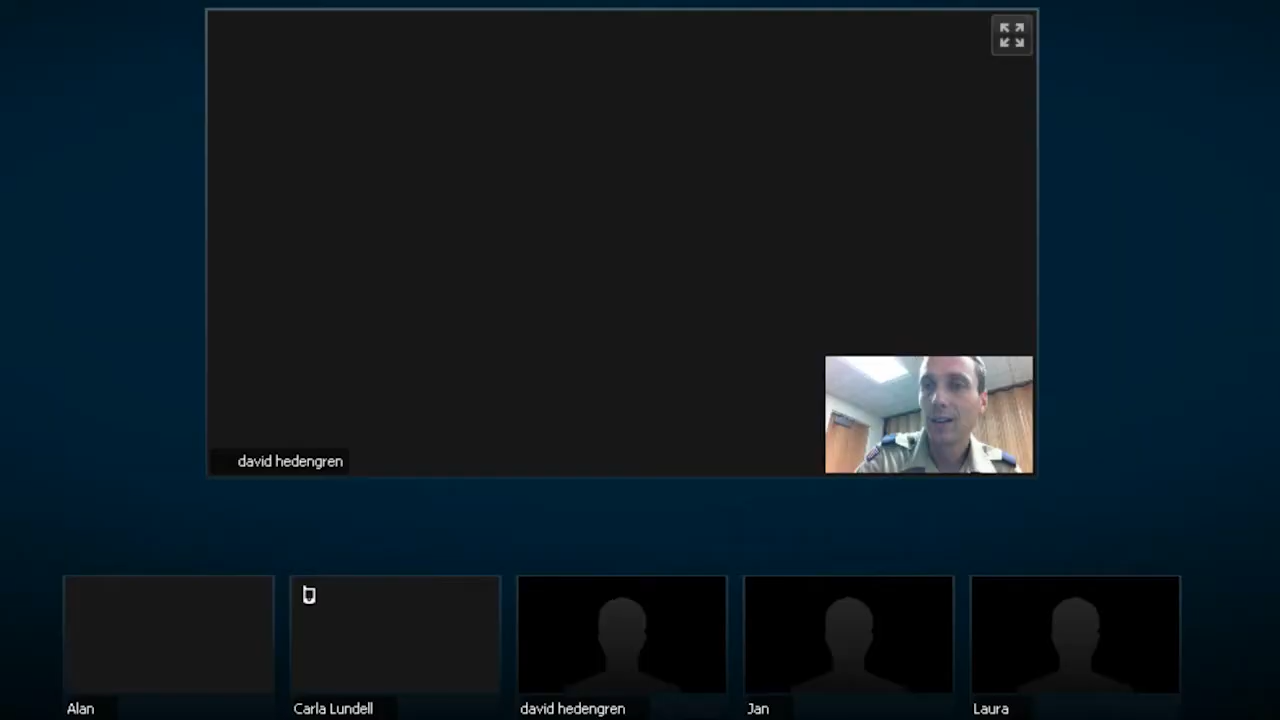 david hedengren
Alan
Carla Lundell
david hedengren
Jan
Laura